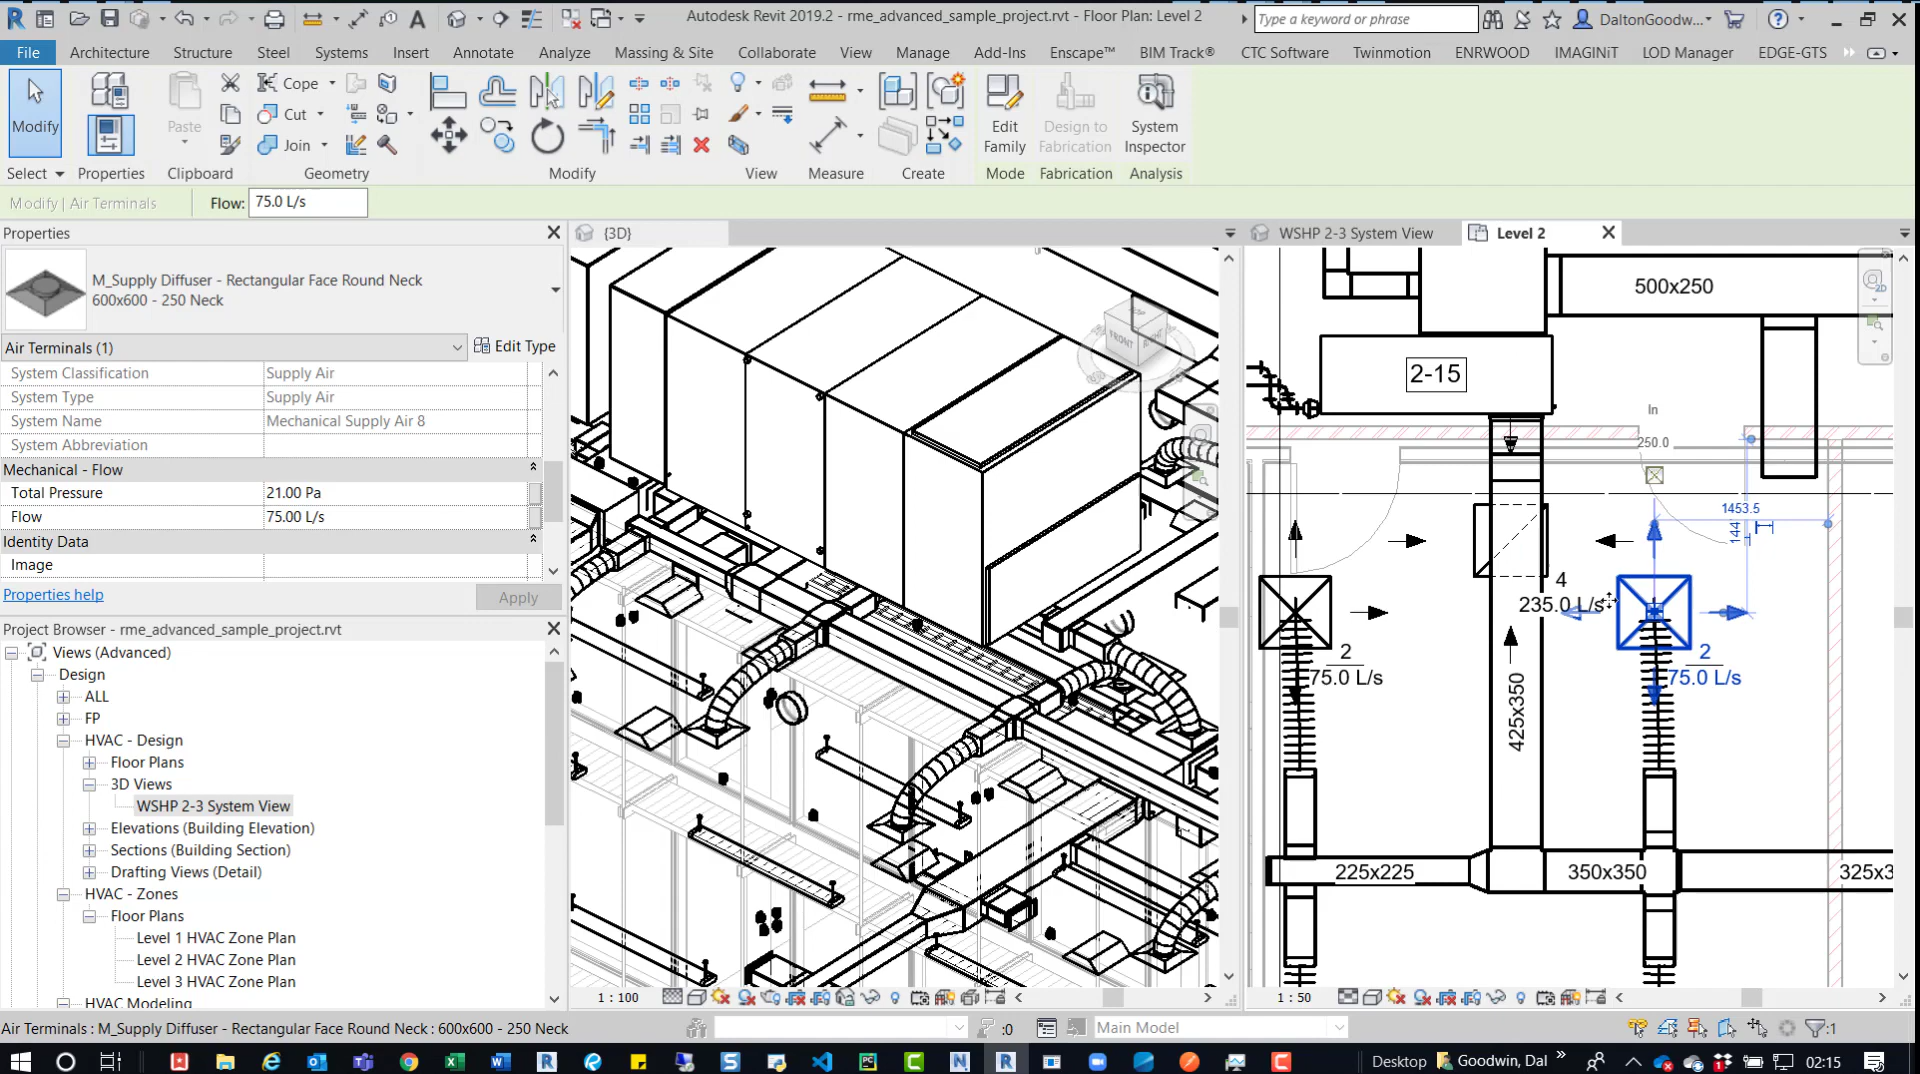 Autodesk Revit 2019.2 - rme_advanced_sample_project.rvt - Floor Plan: Level 2
Type a keyword or phrase
DaltonGoodw...
File Architecture Structure Steel Systems Insert Annotate Analyze Massing & Site Collaborate View Manage Add-Ins Enscape™ BIM Track® CTC Software Twinmotion ENRWOOD IMAGINiT LOD Manager EDGE-GTS
Modify
Paste
Cope
Cut
Join
Edit Family
Design to Fabrication
System Inspector
Select Properties Clipboard Geometry Modify View Measure Create Mode Fabrication Analysis
Modify | Air Terminals Flow: 75.0 L/s
Properties
M_Supply Diffuser - Rectangular Face Round Neck
600x600 - 250 Neck
Air Terminals (1) Edit Type
System Classification Supply Air
System Type Supply Air
System Name Mechanical Supply Air 8
System Abbreviation
Mechanical - Flow
Total Pressure 21.00 Pa
Flow 75.00 L/s
Identity Data
Image
Properties help Apply
Project Browser - rme_advanced_sample_project.rvt
Views (Advanced)
Design
ALL
FP
HVAC - Design
Floor Plans
3D Views
WSHP 2-3 System View
Elevations (Building Elevation)
Sections (Building Section)
Drafting Views (Detail)
HVAC - Zones
Floor Plans
Level 1 HVAC Zone Plan
Level 2 HVAC Zone Plan
Level 3 HVAC Zone Plan
HVAC Modeling
{3D}
FRONT
RIGHT
1 : 100
WSHP 2-3 System View Level 2
2D
500x250
2-15
In
250.0
1453.5
4
235.0 L/s
2
75.0 L/s
2
75.0 L/s
425x350
225x225
350x350
325x3
1 : 50
Air Terminals : M_Supply Diffuser - Rectangular Face Round Neck : 600x600 - 250 Neck
:0
Main Model
:1
Desktop
Goodwin, Dal
02:15